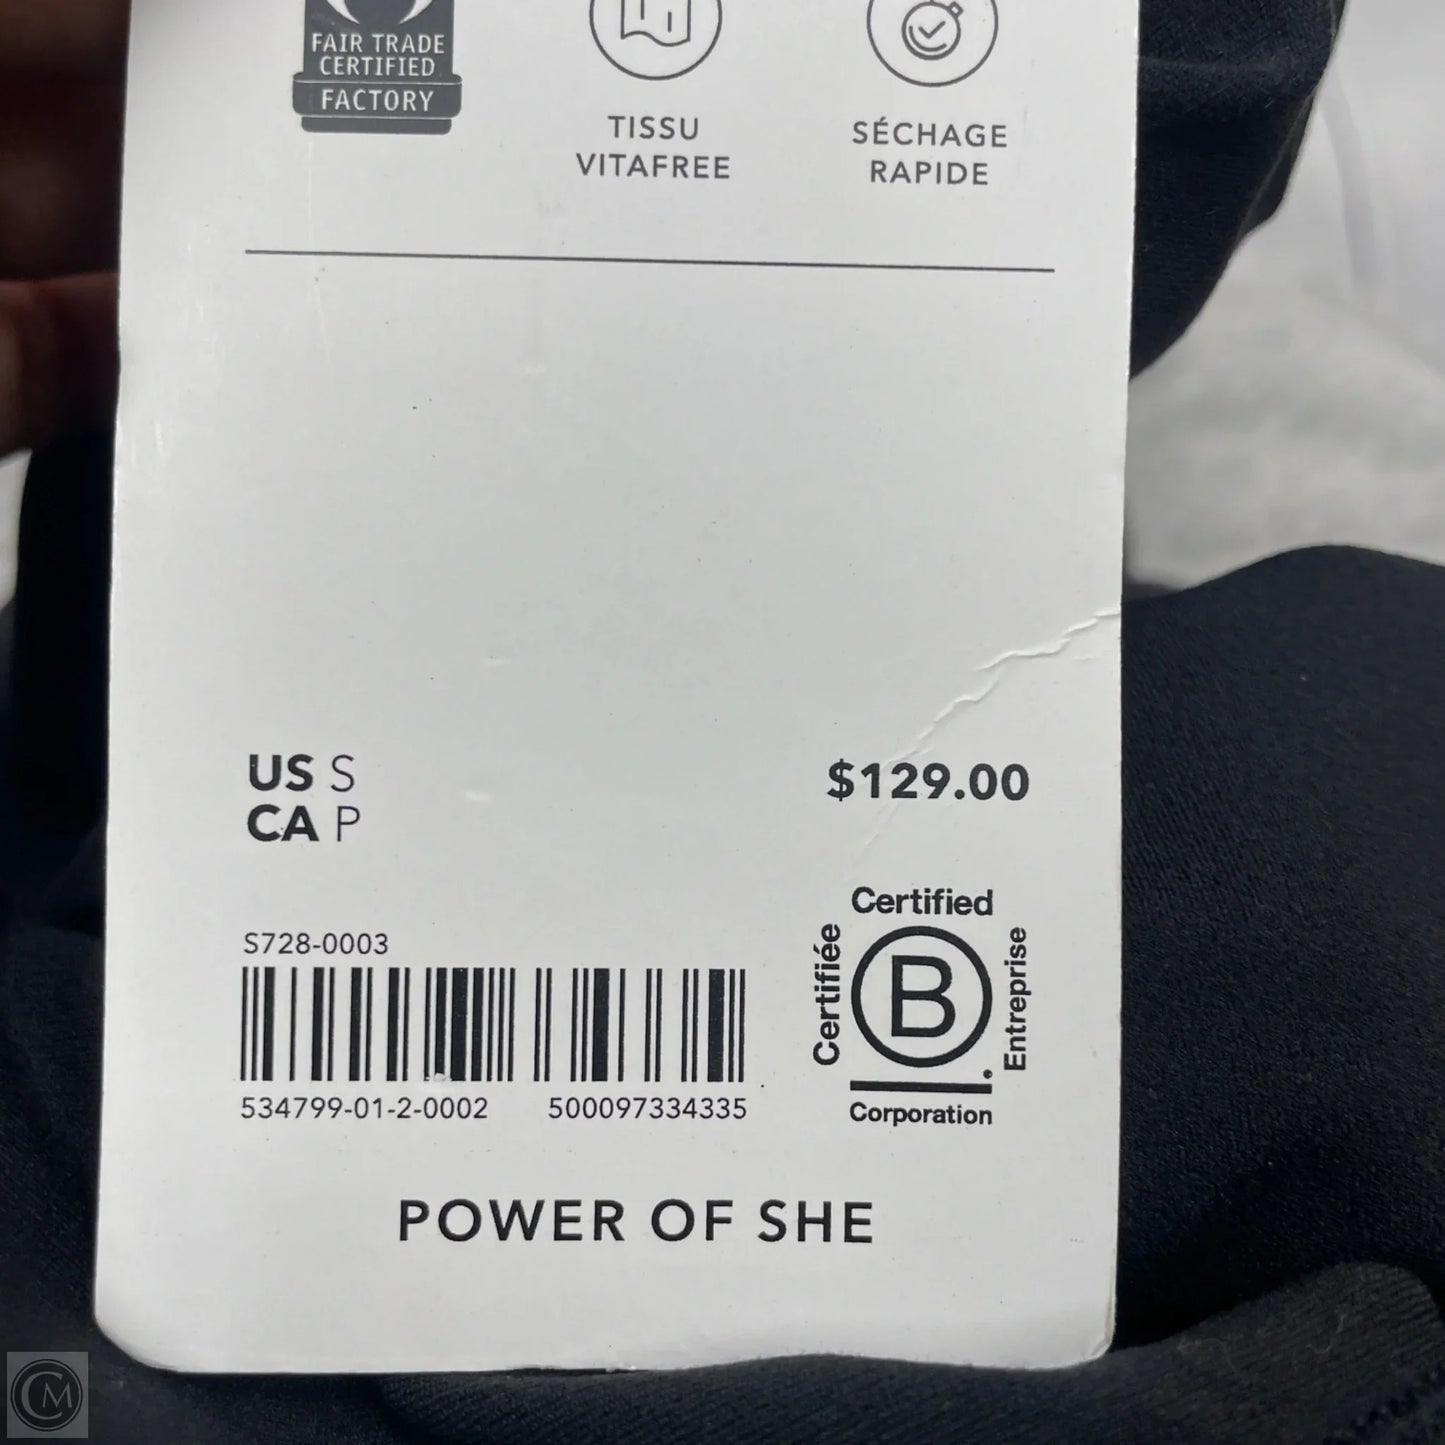 FAIR TRADE
CERTIFIED
FACTORY
TISSU
VITAFREE
SÉCHAGE
RAPIDE
US S
CA P
$129.00
Certified
Certifiée
B
Entreprise
Corporation
S728-0003
534799-01-2-0002 500097334335
POWER OF SHE
CM